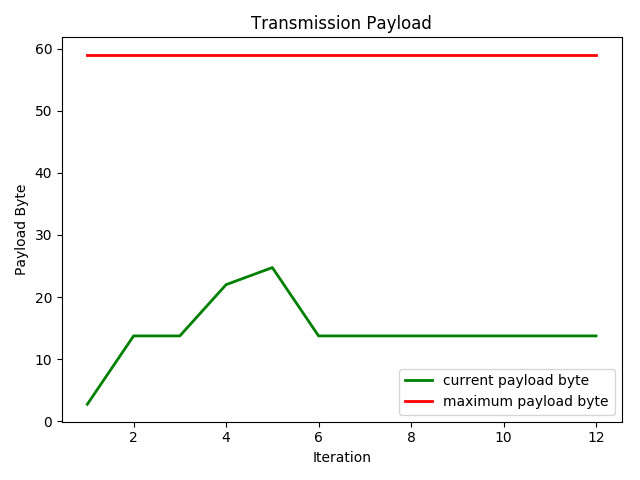 Transmission Payload
60
50
40
30
20
10
0
Payload Byte
current payload byte
maximum payload byte
2
4
6
8
10
12
Iteration